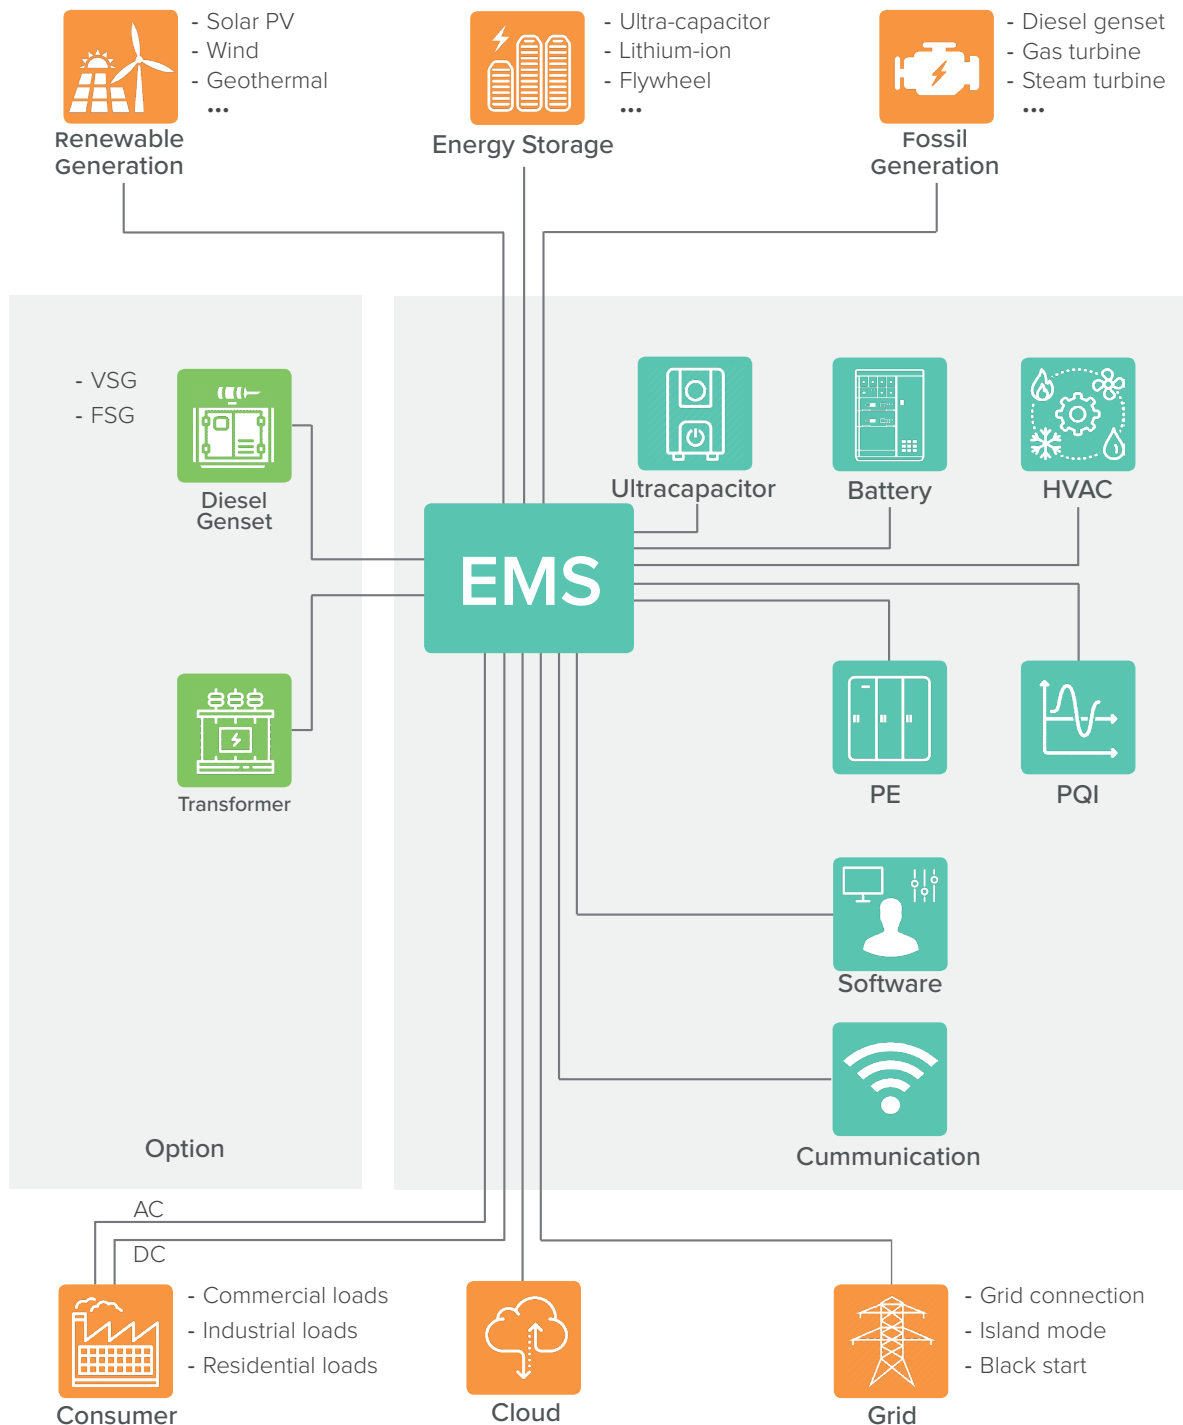 - Solar PV
- Wind
- Geothermal
...
Renewable
Generation
- Ultra-capacitor
- Lithium-ion
- Flywheel
...
Energy Storage
- Diesel genset
- Gas turbine
- Steam turbine
...
Fossil
Generation
- VSG
- FSG
Diesel
Genset
Transformer
Option
Ultracapacitor
Battery
HVAC
EMS
PE
PQI
Software
Cummunication
AC
DC
- Commercial loads
- Industrial loads
- Residential loads
Consumer
Cloud
- Grid connection
- Island mode
- Black start
Grid